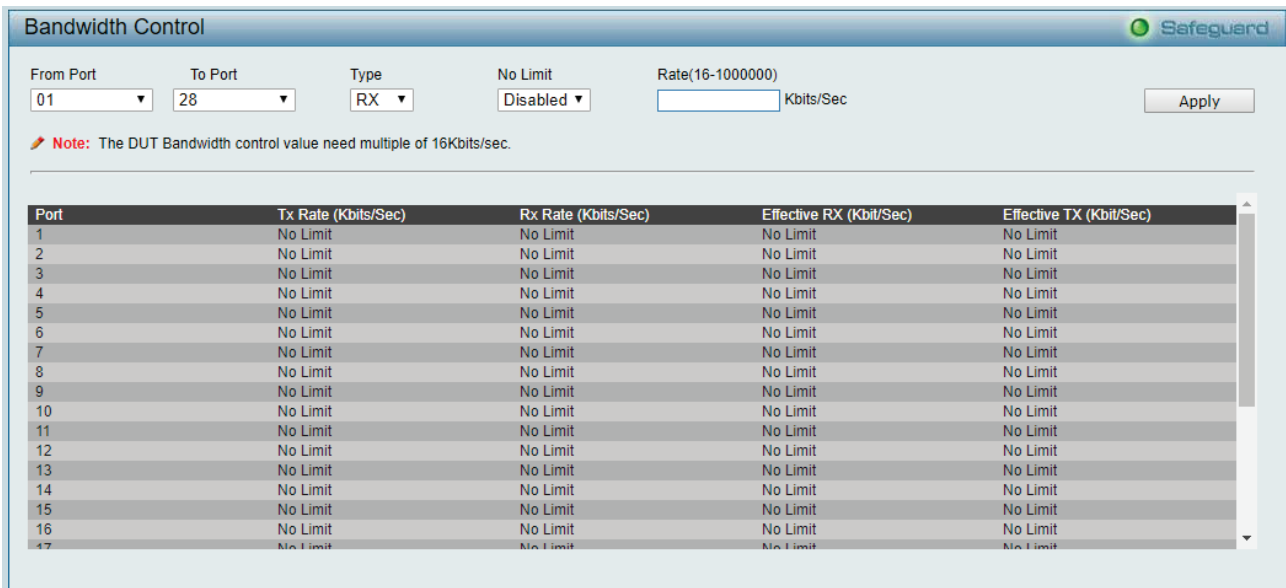 Bandwidth Control Safeguard
From Port To Port Type No Limit Rate(16-1000000)
01 28 RX Disabled Kbits/Sec Apply
Note: The DUT Bandwidth control value need multiple of 16Kbits/sec.
Port Tx Rate (Kbits/Sec) Rx Rate (Kbits/Sec) Effective RX (Kbit/Sec) Effective TX (Kbit/Sec)
1 No Limit No Limit No Limit No Limit
2 No Limit No Limit No Limit No Limit
3 No Limit No Limit No Limit No Limit
4 No Limit No Limit No Limit No Limit
5 No Limit No Limit No Limit No Limit
6 No Limit No Limit No Limit No Limit
7 No Limit No Limit No Limit No Limit
8 No Limit No Limit No Limit No Limit
9 No Limit No Limit No Limit No Limit
10 No Limit No Limit No Limit No Limit
11 No Limit No Limit No Limit No Limit
12 No Limit No Limit No Limit No Limit
13 No Limit No Limit No Limit No Limit
14 No Limit No Limit No Limit No Limit
15 No Limit No Limit No Limit No Limit
16 No Limit No Limit No Limit No Limit
17 No Limit No Limit No Limit No Limit